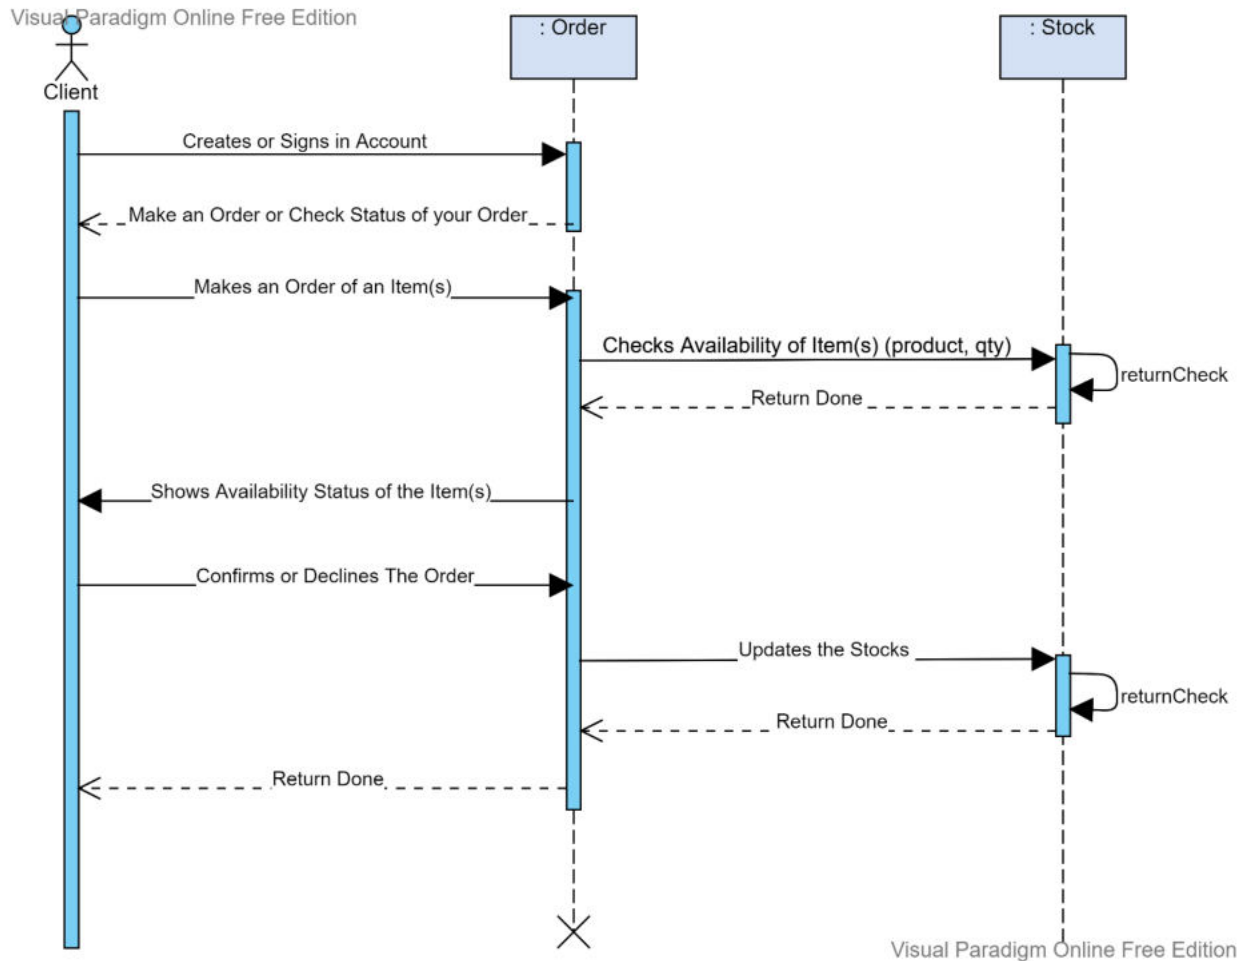 Visual Paradigm Online Free Edition
: Order
: Stock
Client
Creates or Signs in Account
Make an Order or Check Status of your Order
Makes an Order of an Item(s)
Checks Availability of Item(s) (product, qty)
returnCheck
Return Done
Shows Availability Status of the Item(s)
Confirms or Declines The Order
Updates the Stocks
returnCheck
Return Done
Return Done
Visual Paradigm Online Free Edition